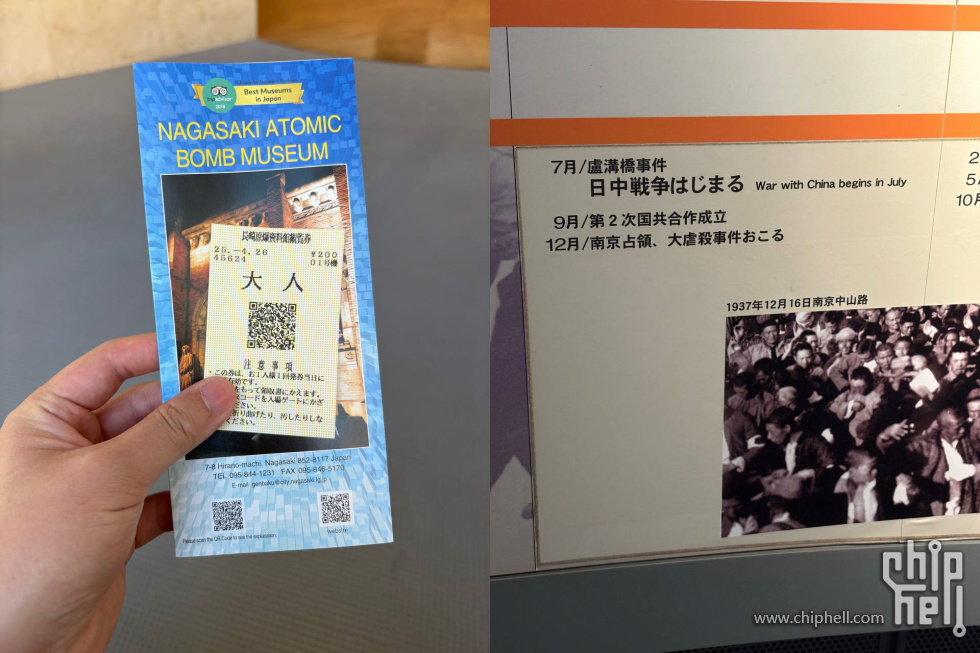 tripadvisor
2016
Best Museums
in Japan
NAGASAKI ATOMIC
BOMB MUSEUM
長崎原爆資料館観覧券
25.-4.26 ¥200
45624 01号機
大人
注意事項
・この券は、お1人様1回発券当日に
有効です。
をもって領収書にかえます。
コードを入場ゲートにかざ
ださい。
折り曲げたり、汚したりしな
ください。
7-8 Hirano-machi, Nagasaki 852-8117 Japan
TEL 095-844-1231 FAX 095-846-5170
E-mail genbaku@city.nagasaki.lg.jp
website
Please scan the QR Code to see the explanation.
7月/盧溝橋事件
日中戦争はじまる War with China begins in July
9月/第2次国共合作成立
12月/南京占領、大虐殺事件おこる
2
5
10月
1937年12月16日南京中山路
chip
hell
www.chiphell.com